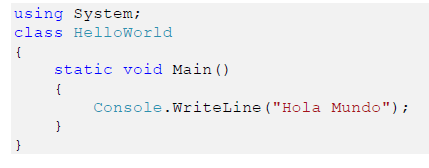 using System;
class HelloWorld
{
    static void Main()
    {
        Console.WriteLine("Hola Mundo");
    }
}